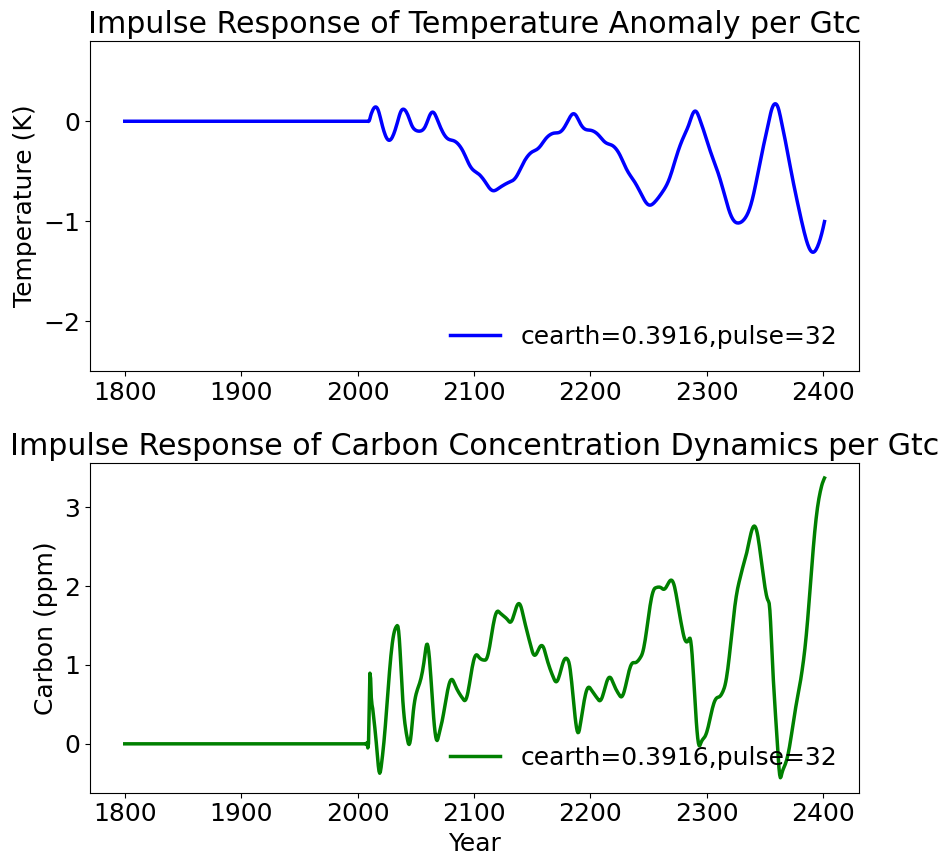 Impulse Response of Temperature Anomaly per Gtc
Temperature (K)
0
−1
−2
cearth=0.3916,pulse=32
1800 1900 2000 2100 2200 2300 2400
Impulse Response of Carbon Concentration Dynamics per Gtc
Carbon (ppm)
3
2
1
0
cearth=0.3916,pulse=32
1800 1900 2000 2100 2200 2300 2400
Year